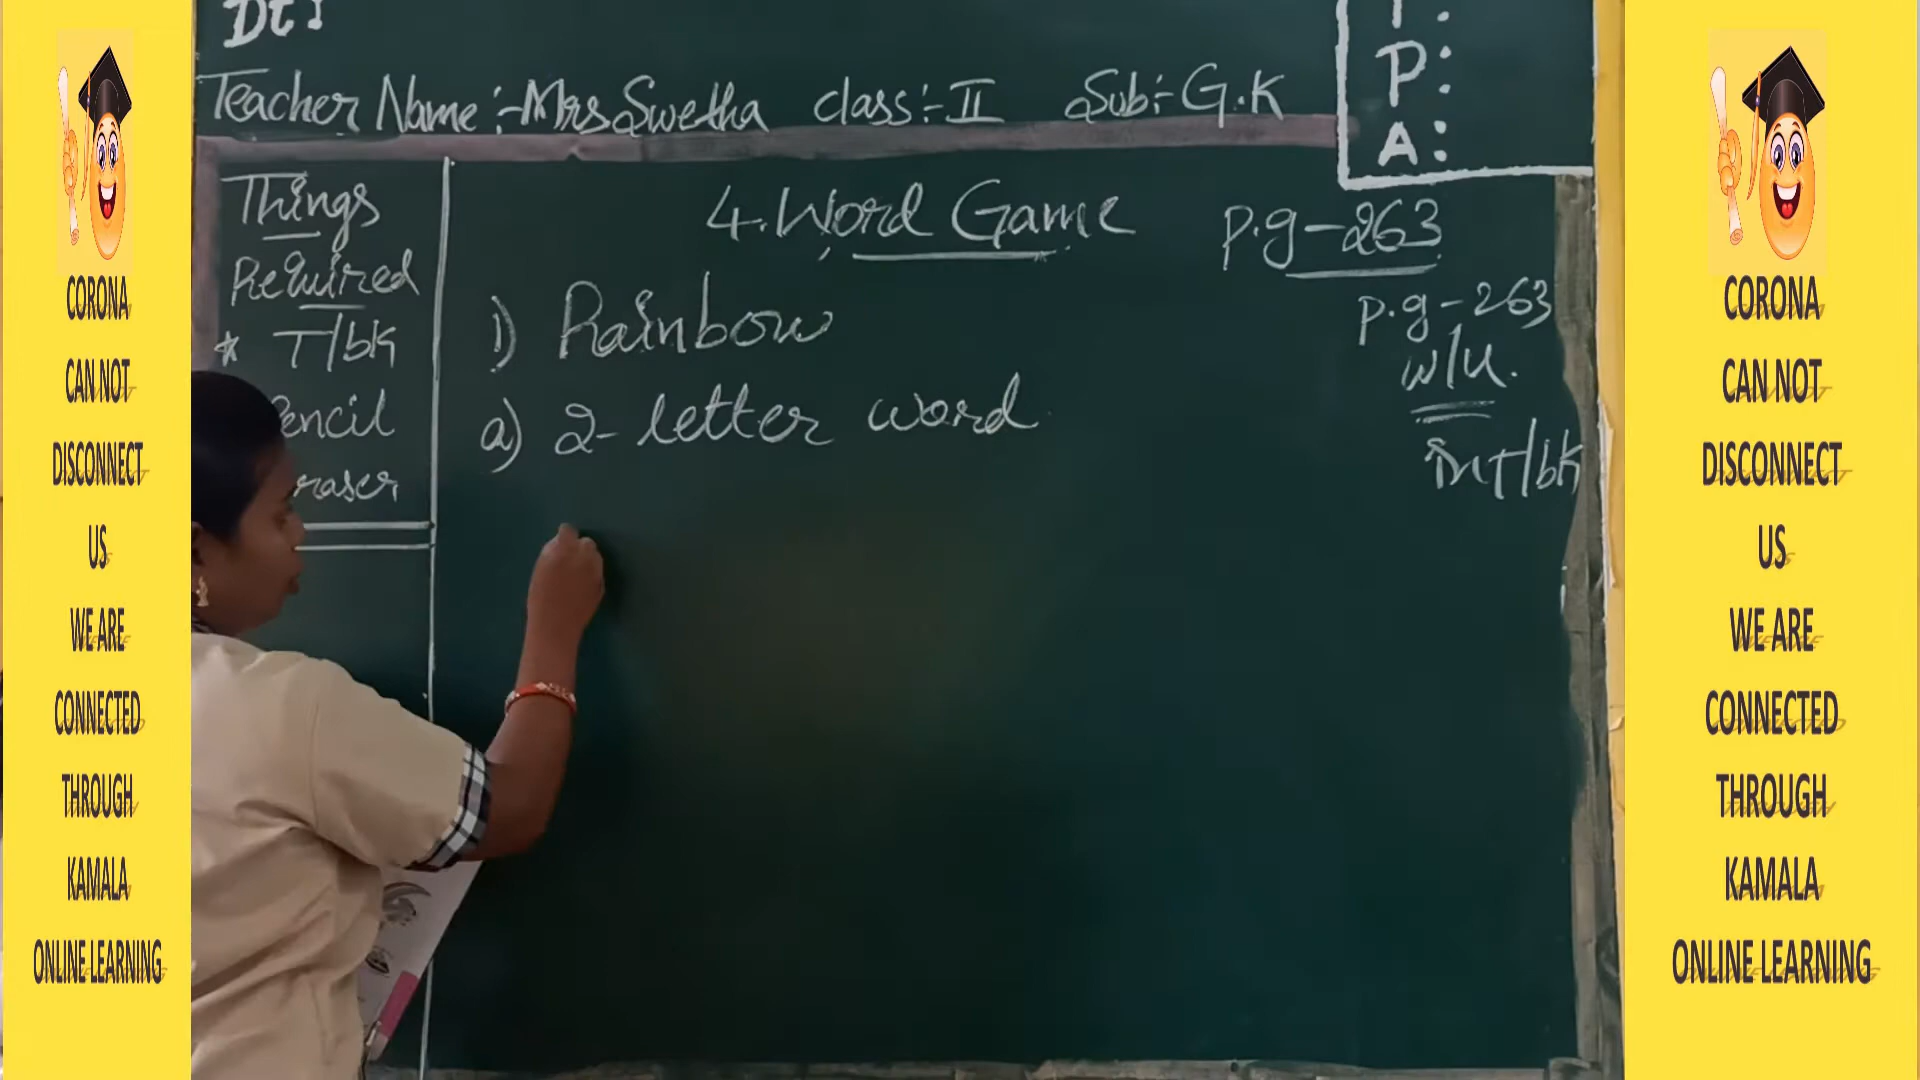 Dt:
Teacher Name :- Mrs Swetha class :- II Sub :- G.K
P:
A:
Things
Required
* T/bk
Pencil
raser
4. Word Game
P.g - 263
1) Rainbow
a) 2 - letter word
P.g - 263
w/u.
in T/bk
CORONA
CAN NOT
DISCONNECT
US
WE ARE
CONNECTED
THROUGH
KAMALA
ONLINE LEARNING
CORONA
CAN NOT
DISCONNECT
US
WE ARE
CONNECTED
THROUGH
KAMALA
ONLINE LEARNING